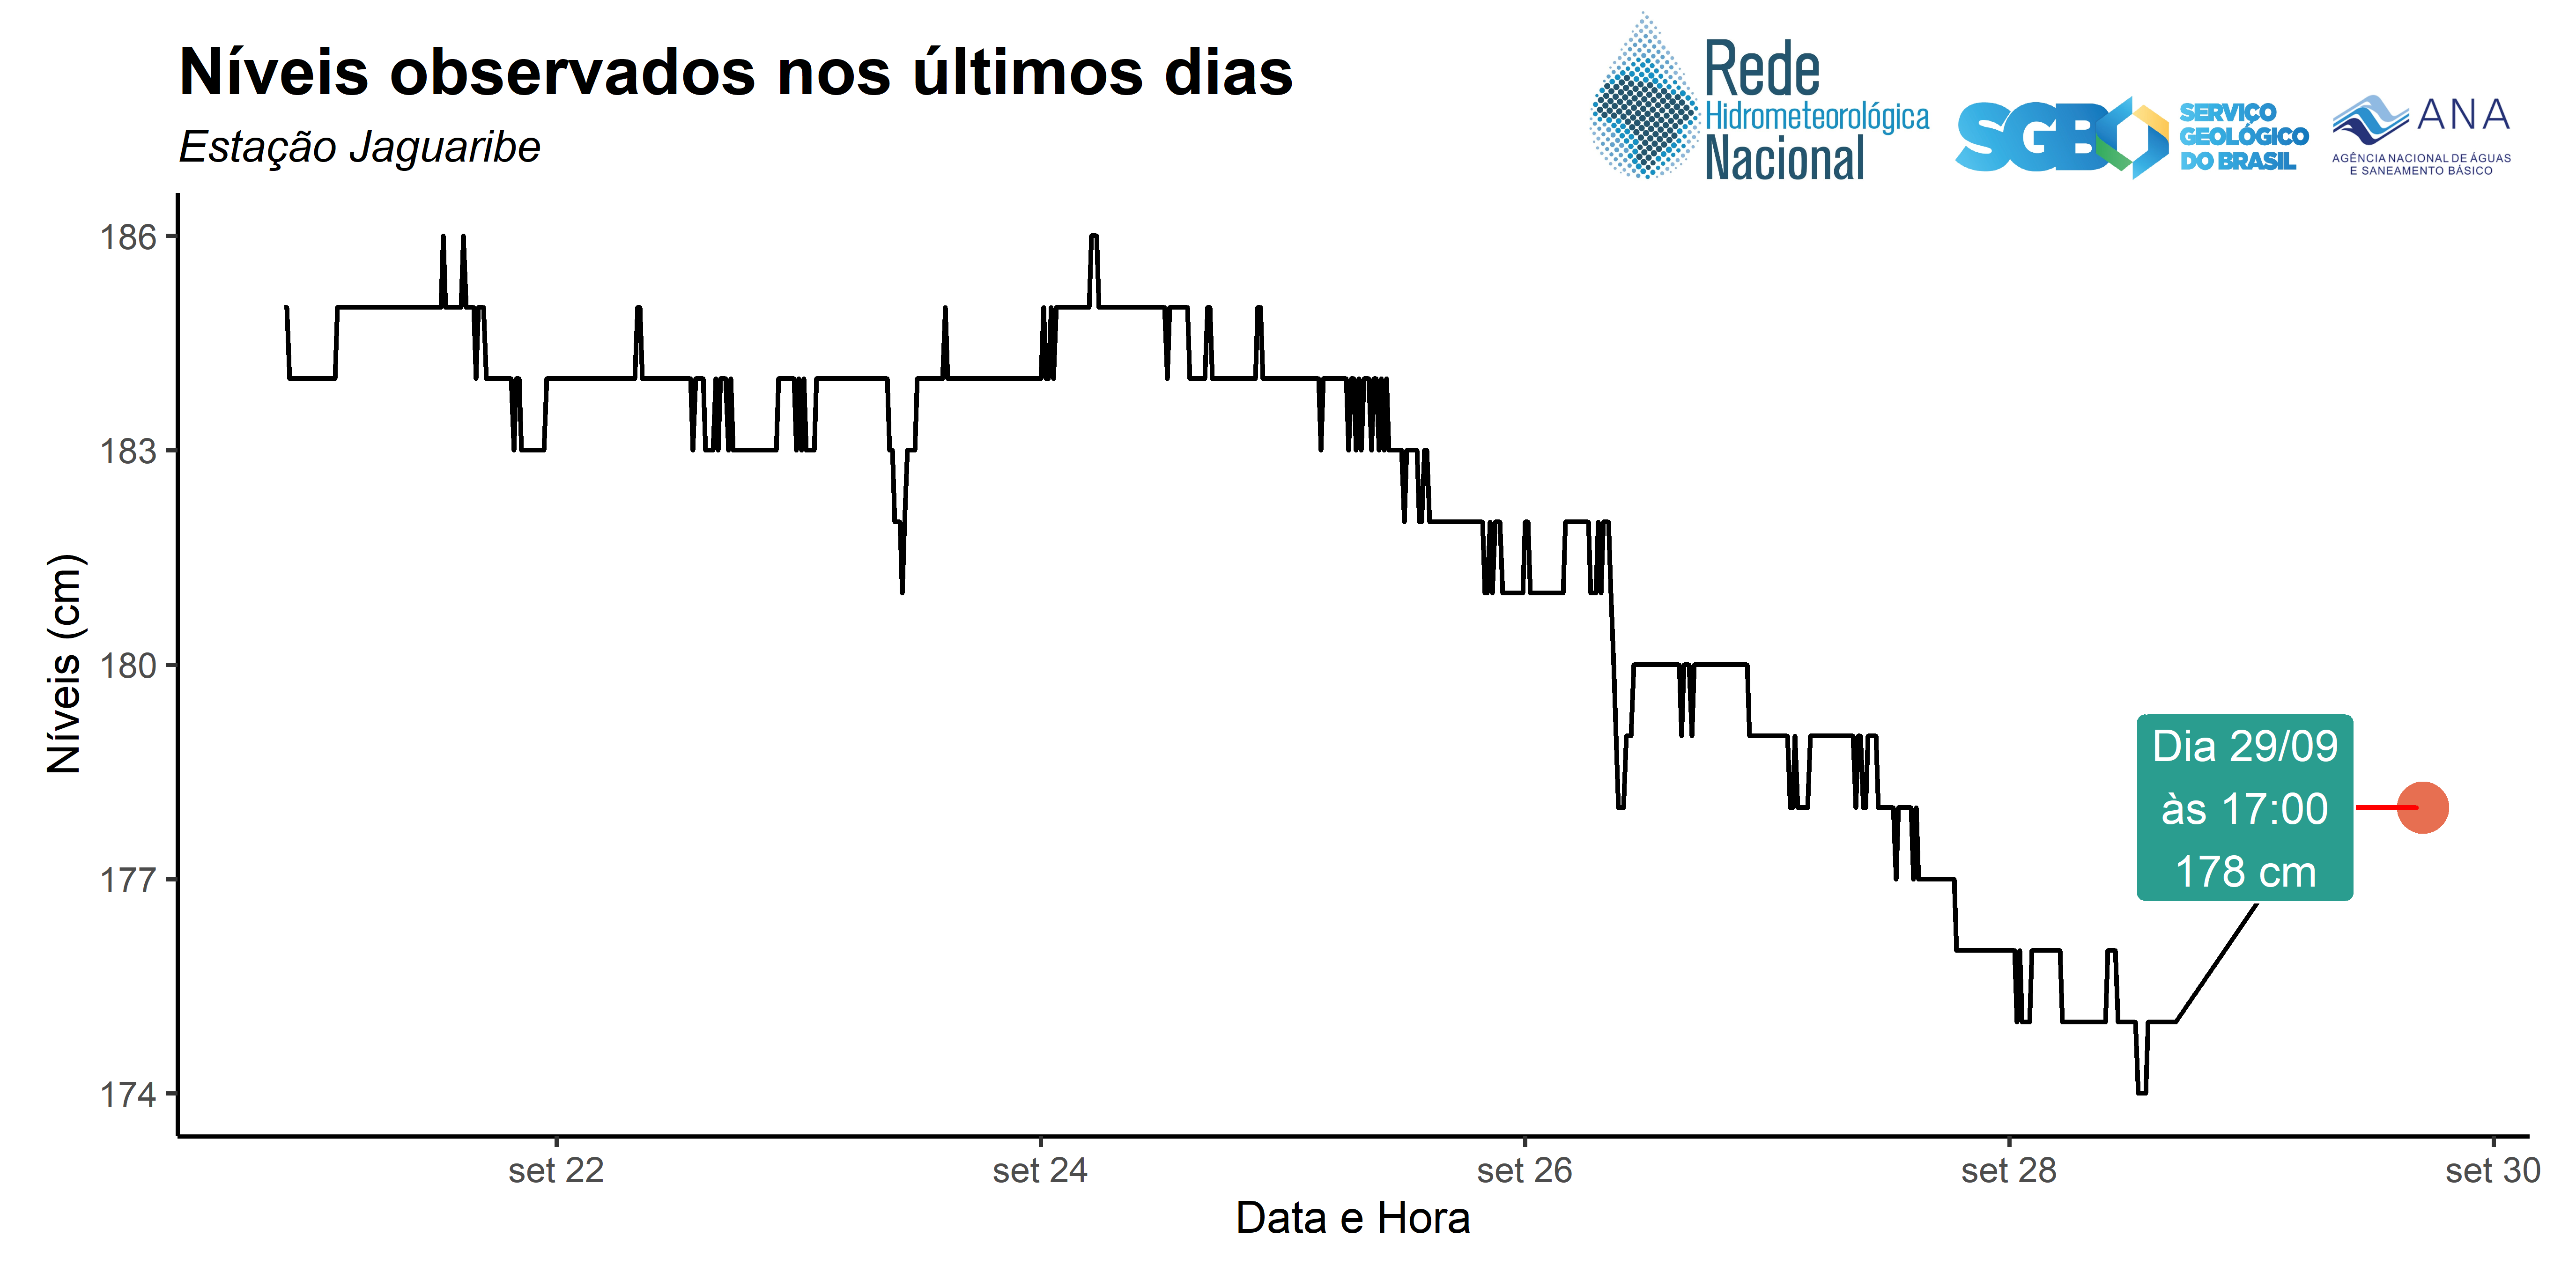 Níveis observados nos últimos dias
Estação Jaguaribe
Rede
Hidrometeorológica
Nacional
SGB
SERVIÇO
GEOLÓGICO
DO BRASIL
ANA
AGÊNCIA NACIONAL DE ÁGUAS
E SANEAMENTO BÁSICO
Níveis (cm)
186
183
180
177
174
Dia 29/09
às 17:00
178 cm
set 22
set 24
set 26
set 28
set 30
Data e Hora